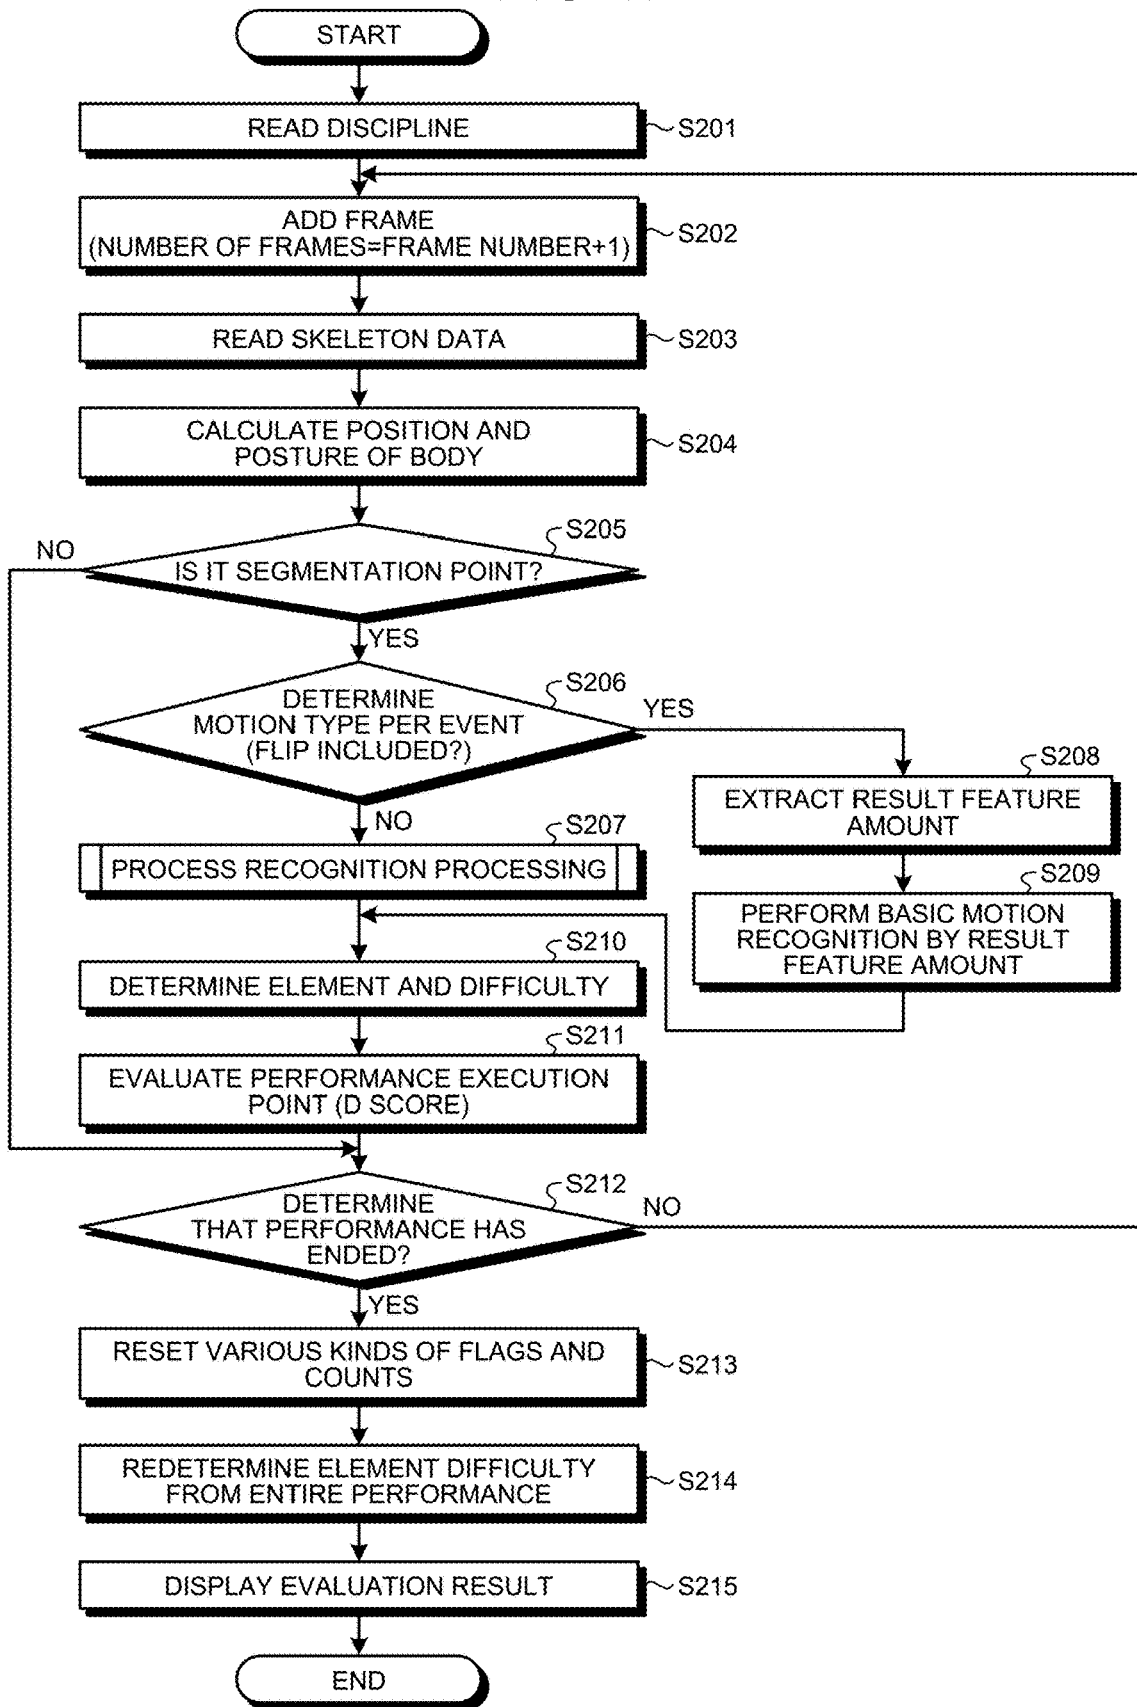 START
READ DISCIPLINE
S201
ADD FRAME
(NUMBER OF FRAMES=FRAME NUMBER+1)
S202
READ SKELETON DATA
S203
CALCULATE POSITION AND
POSTURE OF BODY
S204
S205
NO
IS IT SEGMENTATION POINT?
YES
S206
DETERMINE
MOTION TYPE PER EVENT
(FLIP INCLUDED?)
YES
NO
S208
EXTRACT RESULT FEATURE
AMOUNT
S207
PROCESS RECOGNITION PROCESSING
S209
PERFORM BASIC MOTION
RECOGNITION BY RESULT
FEATURE AMOUNT
S210
DETERMINE ELEMENT AND DIFFICULTY
S211
EVALUATE PERFORMANCE EXECUTION
POINT (D SCORE)
S212
DETERMINE
THAT PERFORMANCE HAS
ENDED?
NO
YES
RESET VARIOUS KINDS OF FLAGS AND
COUNTS
S213
REDETERMINE ELEMENT DIFFICULTY
FROM ENTIRE PERFORMANCE
S214
DISPLAY EVALUATION RESULT
S215
END